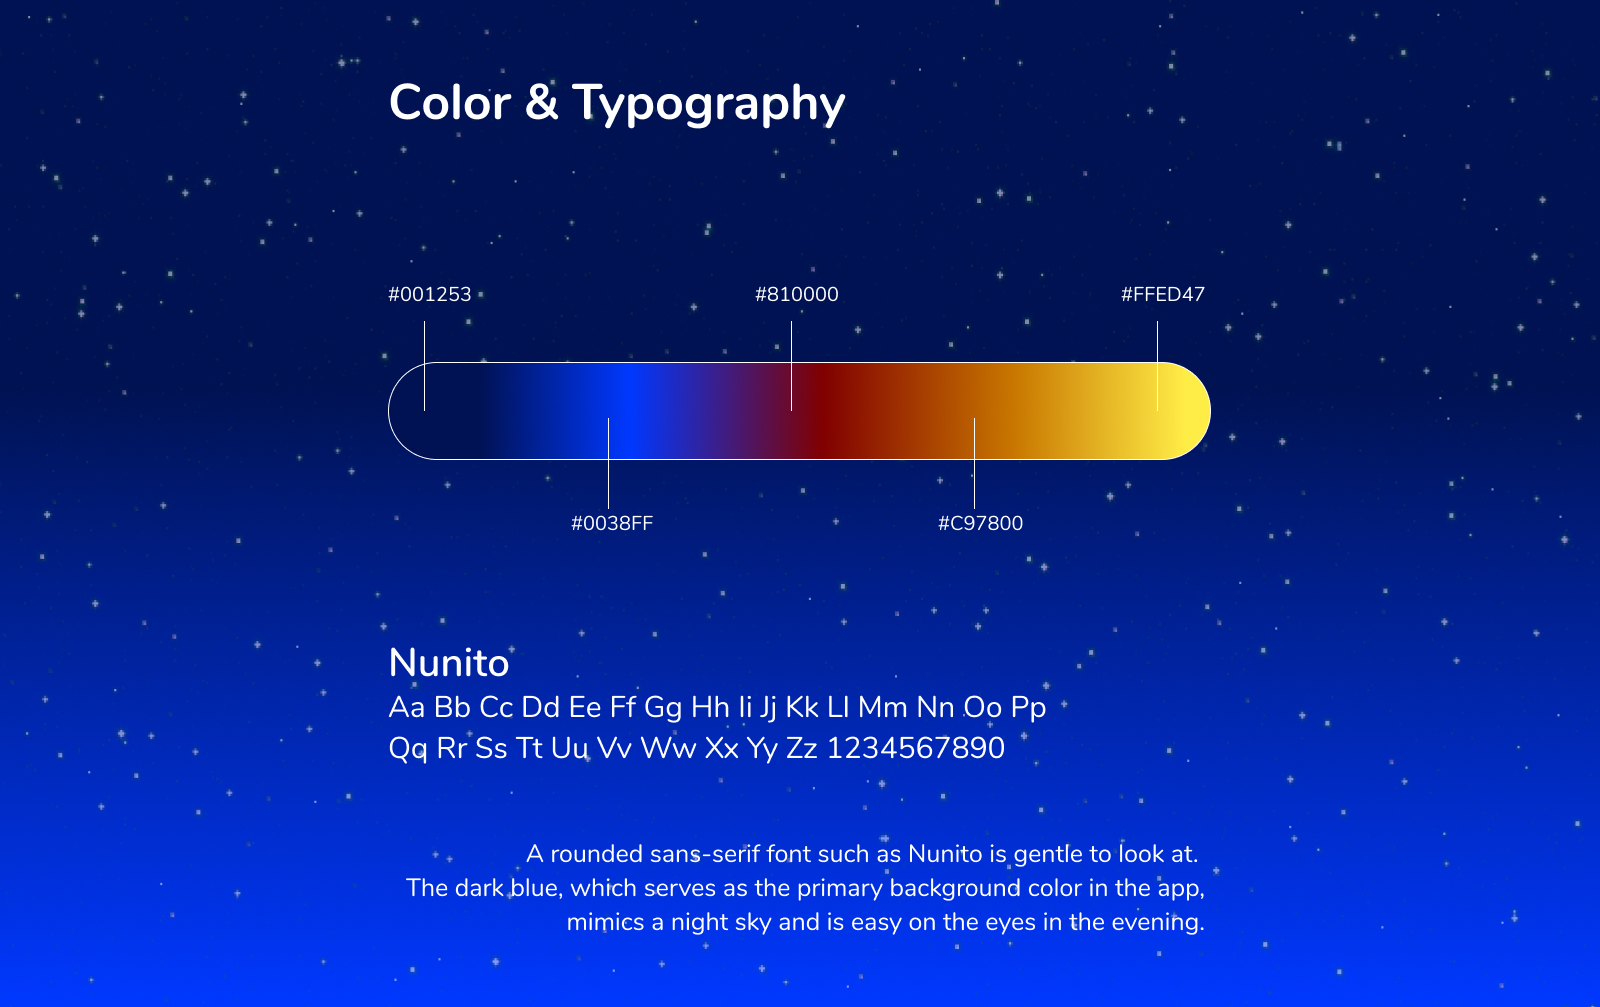 Color & Typography
#001253
#810000
#FFED47
#0038FF
#C97800
Nunito
Aa Bb Cc Dd Ee Ff Gg Hh Ii Jj Kk Ll Mm Nn Oo Pp
Qq Rr Ss Tt Uu Vv Ww Xx Yy Zz 1234567890
A rounded sans-serif font such as Nunito is gentle to look at.
The dark blue, which serves as the primary background color in the app,
mimics a night sky and is easy on the eyes in the evening.